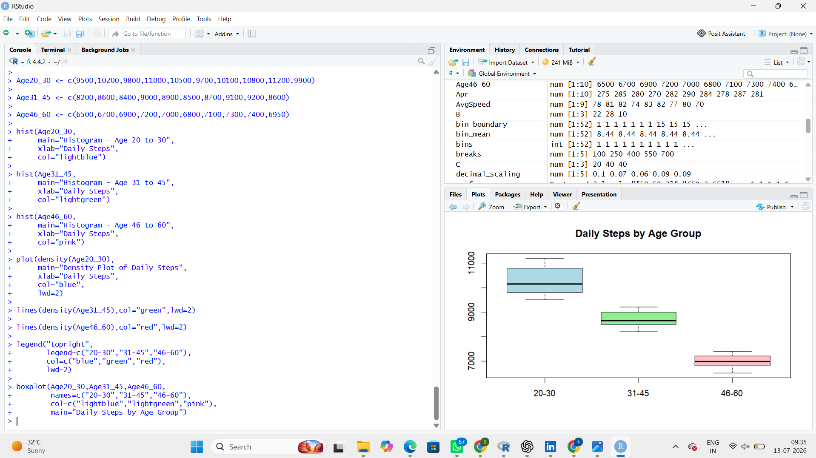 RStudio
File Edit Code View Plots Session Build Debug Profile Tools Help
Go to file/function
Addins
Posit Assistant
Project: (None)
Console Terminal Background Jobs
R 4.4.2 · ~/
>
> Age20_30 <- c(9500,10200,9800,11000,10500,9700,10100,10800,11200,9900)
>
> Age31_45 <- c(8200,8600,8400,9000,8900,8500,8700,9100,9200,8600)
>
> Age46_60 <- c(6500,6700,6900,7200,7000,6800,7100,7300,7400,6950)
>
> hist(Age20_30,
+ main="Histogram - Age 20 to 30",
+ xlab="Daily Steps",
+ col="lightblue")
>
> hist(Age31_45,
+ main="Histogram - Age 31 to 45",
+ xlab="Daily Steps",
+ col="lightgreen")
>
> hist(Age46_60,
+ main="Histogram - Age 46 to 60",
+ xlab="Daily Steps",
+ col="pink")
>
> plot(density(Age20_30),
+ main="Density Plot of Daily Steps",
+ xlab="Daily Steps",
+ col="blue",
+ lwd=2)
>
> lines(density(Age31_45),col="green",lwd=2)
>
> lines(density(Age46_60),col="red",lwd=2)
>
> legend("topright",
+ legend=c("20-30","31-45","46-60"),
+ col=c("blue","green","red"),
+ lwd=2)
>
> boxplot(Age20_30,Age31_45,Age46_60,
+ names=c("20-30","31-45","46-60"),
+ col=c("lightblue","lightgreen","pink"),
+ main="Daily Steps by Age Group")
>
Environment History Connections Tutorial
Import Dataset 241 MiB List
R Global Environment
Age46_60 num [1:10] 6500 6700 6900 7200 7000 6800 7100 7300 7400 6...
Apr num [1:10] 275 285 280 270 282 290 284 278 287 281
AvgSpeed num [1:9] 78 81 82 74 83 82 77 80 70
B num [1:3] 22 28 10
bin_boundary num [1:52] 1 1 1 1 1 1 15 15 15 ...
bin_mean num [1:52] 8.44 8.44 8.44 8.44 8.44 ...
bins int [1:52] 1 1 1 1 1 1 1 1 1 1 ...
breaks num [1:5] 100 250 400 550 700
C num [1:3] 20 40 40
decimal_scaling num [1:5] 0.1 0.07 0.06 0.09 0.09
Files Plots Packages Help Viewer Presentation
Zoom Export Publish
Daily Steps by Age Group
11000
9000
7000
20-30 31-45 46-60
32°C
Sunny
Search
ENG
IN
09:35
13-07-2026